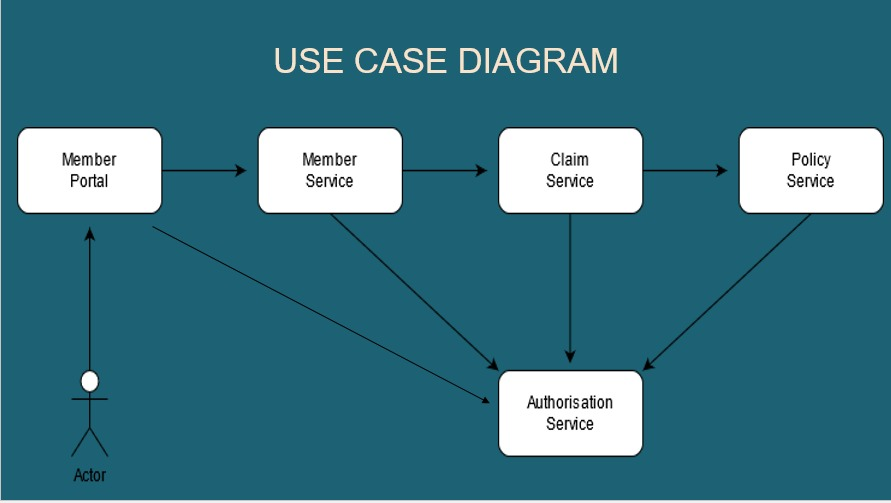 USE CASE DIAGRAM
Member
Portal
Member
Service
Claim
Service
Policy
Service
Authorisation
Service
Actor